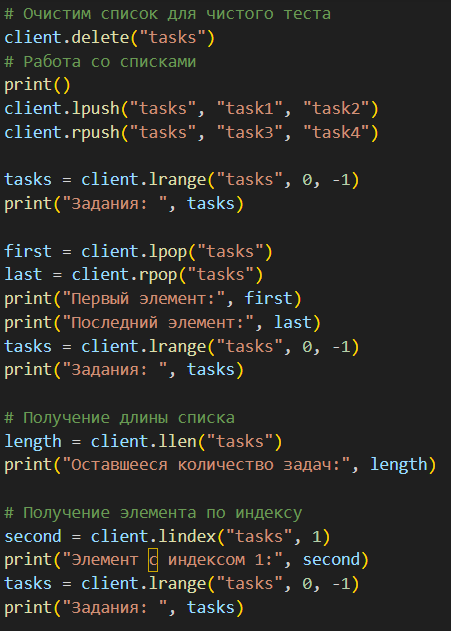 # Очистим список для чистого теста
client.delete("tasks")
# Работа со списками
print()
client.lpush("tasks", "task1", "task2")
client.rpush("tasks", "task3", "task4")
tasks = client.lrange("tasks", 0, -1)
print("Задания: ", tasks)
first = client.lpop("tasks")
last = client.rpop("tasks")
print("Первый элемент:", first)
print("Последний элемент:", last)
tasks = client.lrange("tasks", 0, -1)
print("Задания: ", tasks)
# Получение длины списка
length = client.llen("tasks")
print("Оставшееся количество задач:", length)
# Получение элемента по индексу
second = client.lindex("tasks", 1)
print("Элемент с индексом 1:", second)
tasks = client.lrange("tasks", 0, -1)
print("Задания: ", tasks)